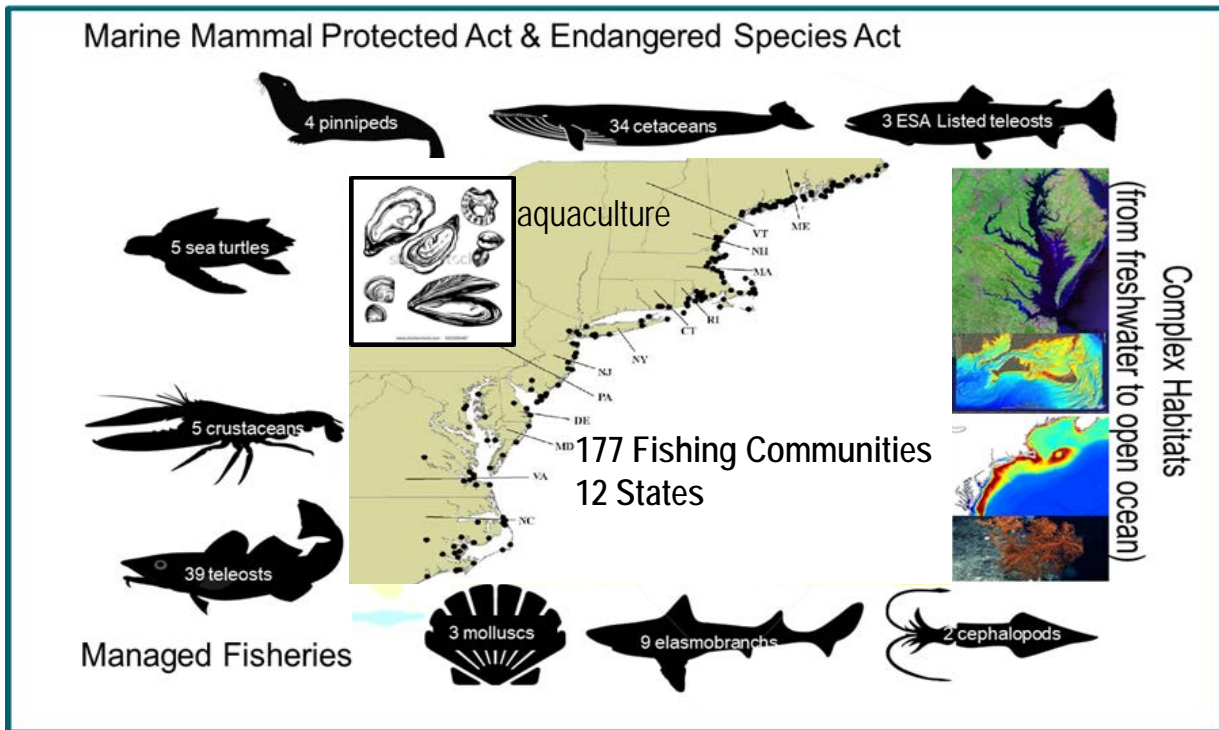 Marine Mammal Protected Act & Endangered Species Act
4 pinnipeds
34 cetaceans
3 ESA Listed teleosts
5 sea turtles
aquaculture
VT
ME
NH
MA
RI
CT
NY
NJ
PA
DE
MD
VA
NC
177 Fishing Communities
12 States
Complex Habitats
(from freshwater to open ocean)
5 crustaceans
39 teleosts
3 molluscs
9 elasmobranchs
2 cephalopods
Managed Fisheries